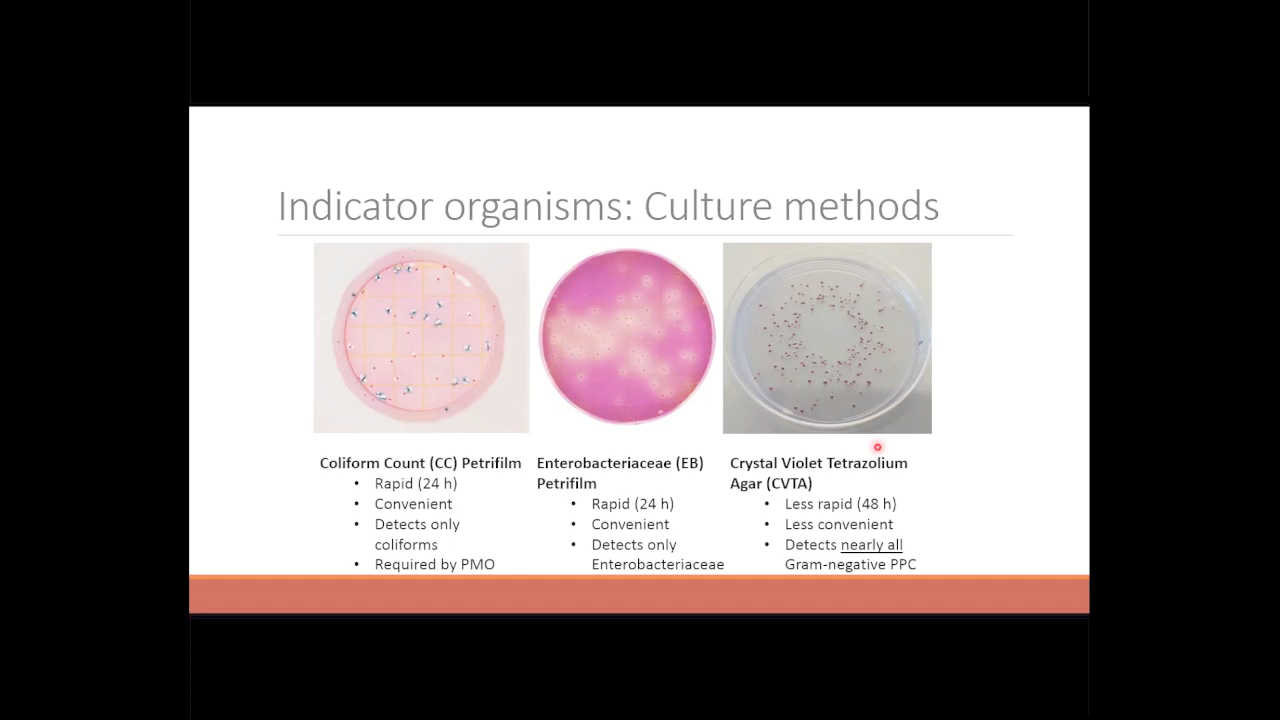 Indicator organisms: Culture methods
Coliform Count (CC) Petrifilm
• Rapid (24 h)
• Convenient
• Detects only
coliforms
• Required by PMO
Enterobacteriaceae (EB)
Petrifilm
• Rapid (24 h)
• Convenient
• Detects only
Enterobacteriaceae
Crystal Violet Tetrazolium
Agar (CVTA)
• Less rapid (48 h)
• Less convenient
• Detects nearly all
Gram-negative PPC